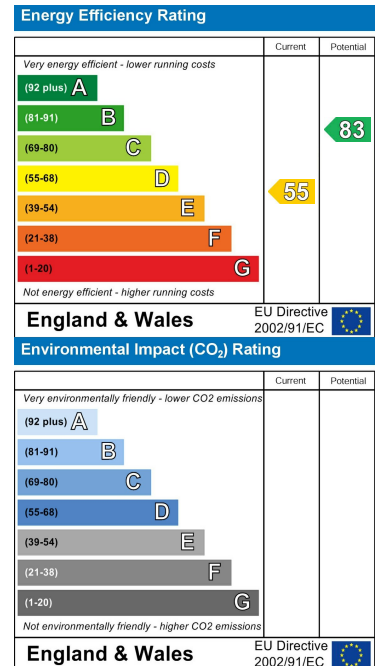 Energy Efficiency Rating
Current Potential
Very energy efficient - lower running costs
(92 plus) A
(81-91) B
83
(69-80) C
(55-68) D
55
(39-54) E
(21-38) F
(1-20) G
Not energy efficient - higher running costs
England & Wales
EU Directive
2002/91/EC
Environmental Impact (CO₂) Rating
Current Potential
Very environmentally friendly - lower CO2 emissions
(92 plus) A
(81-91) B
(69-80) C
(55-68) D
(39-54) E
(21-38) F
(1-20) G
Not environmentally friendly - higher CO2 emissions
England & Wales
EU Directive
2002/91/EC